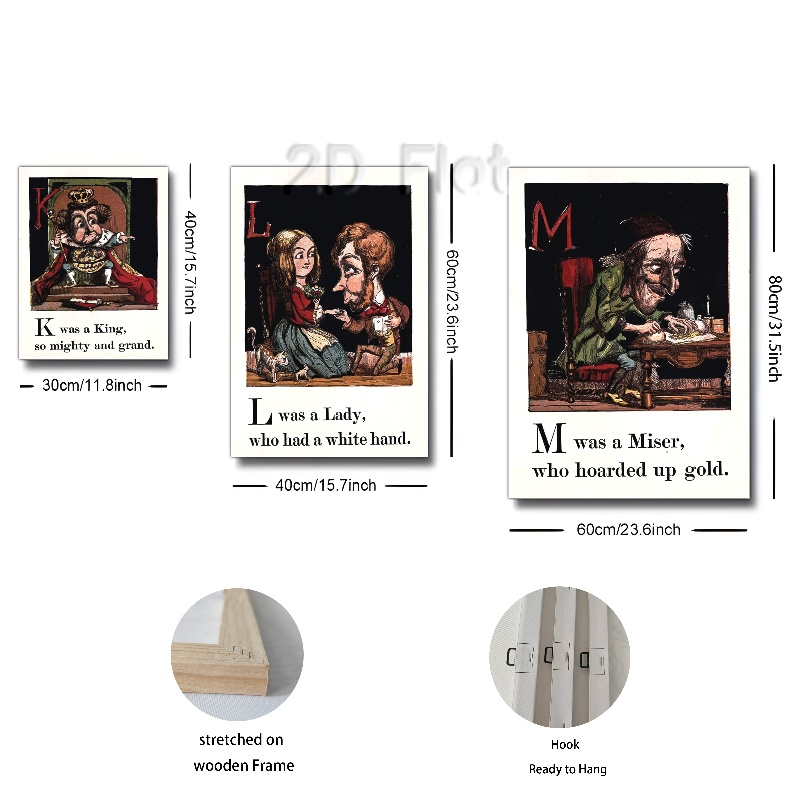 2D Flat
K
K was a King,
so mighty and grand.
40cm/15.7inch
30cm/11.8inch
L
L was a Lady,
who had a white hand.
60cm/23.6inch
40cm/15.7inch
M
M was a Miser,
who hoarded up gold.
80cm/31.5inch
60cm/23.6inch
stretched on
wooden Frame
Hook
Ready to Hang